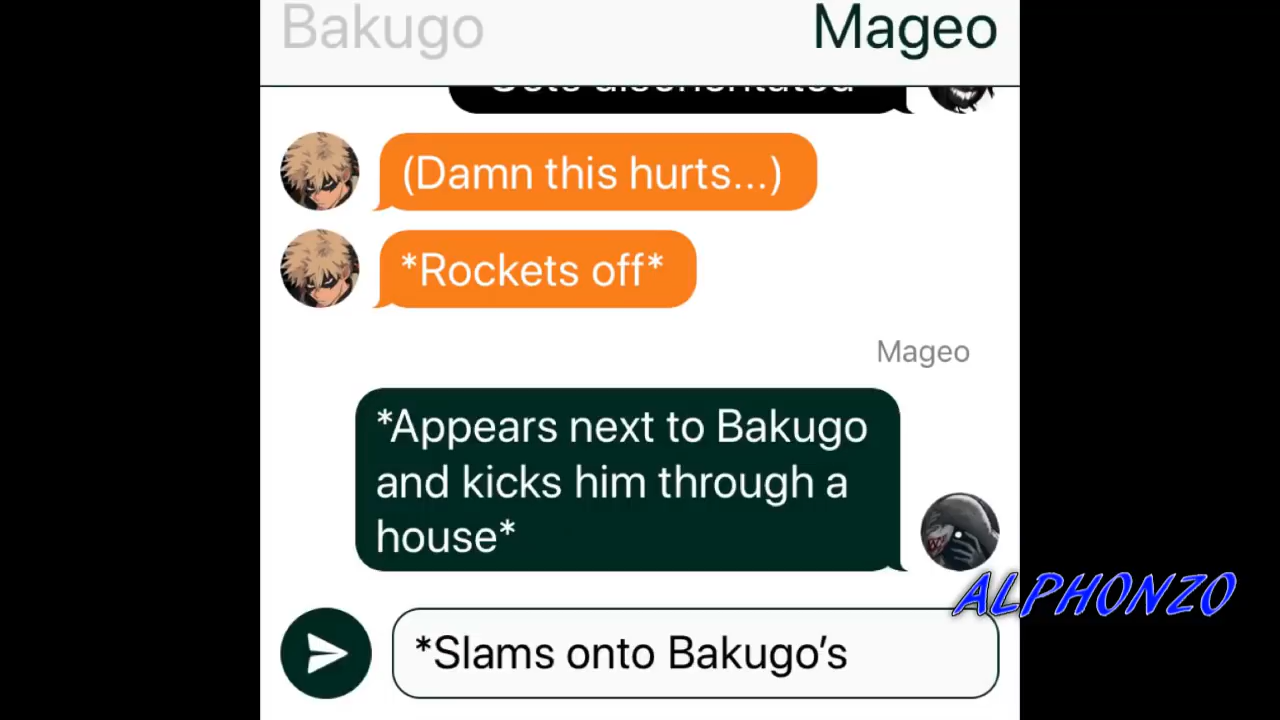 Bakugo
Mageo
(Damn this hurts...)
*Rockets off*
Mageo
*Appears next to Bakugo
and kicks him through a
house*
ALPHONZO
*Slams onto Bakugo’s